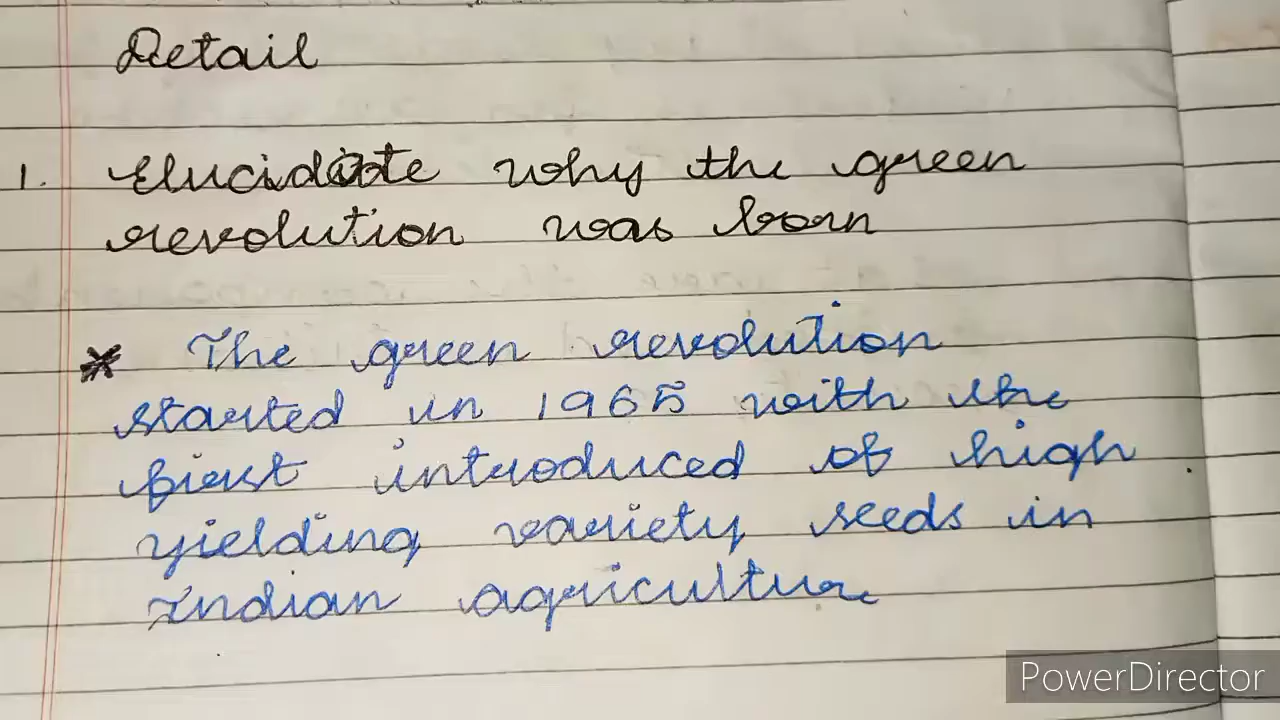 Detail
1. Elucidate why the green
revolution was born
* The green revolution
started in 1965 with the
first introduced of high
yielding variety seeds in
Indian agriculture
PowerDirector